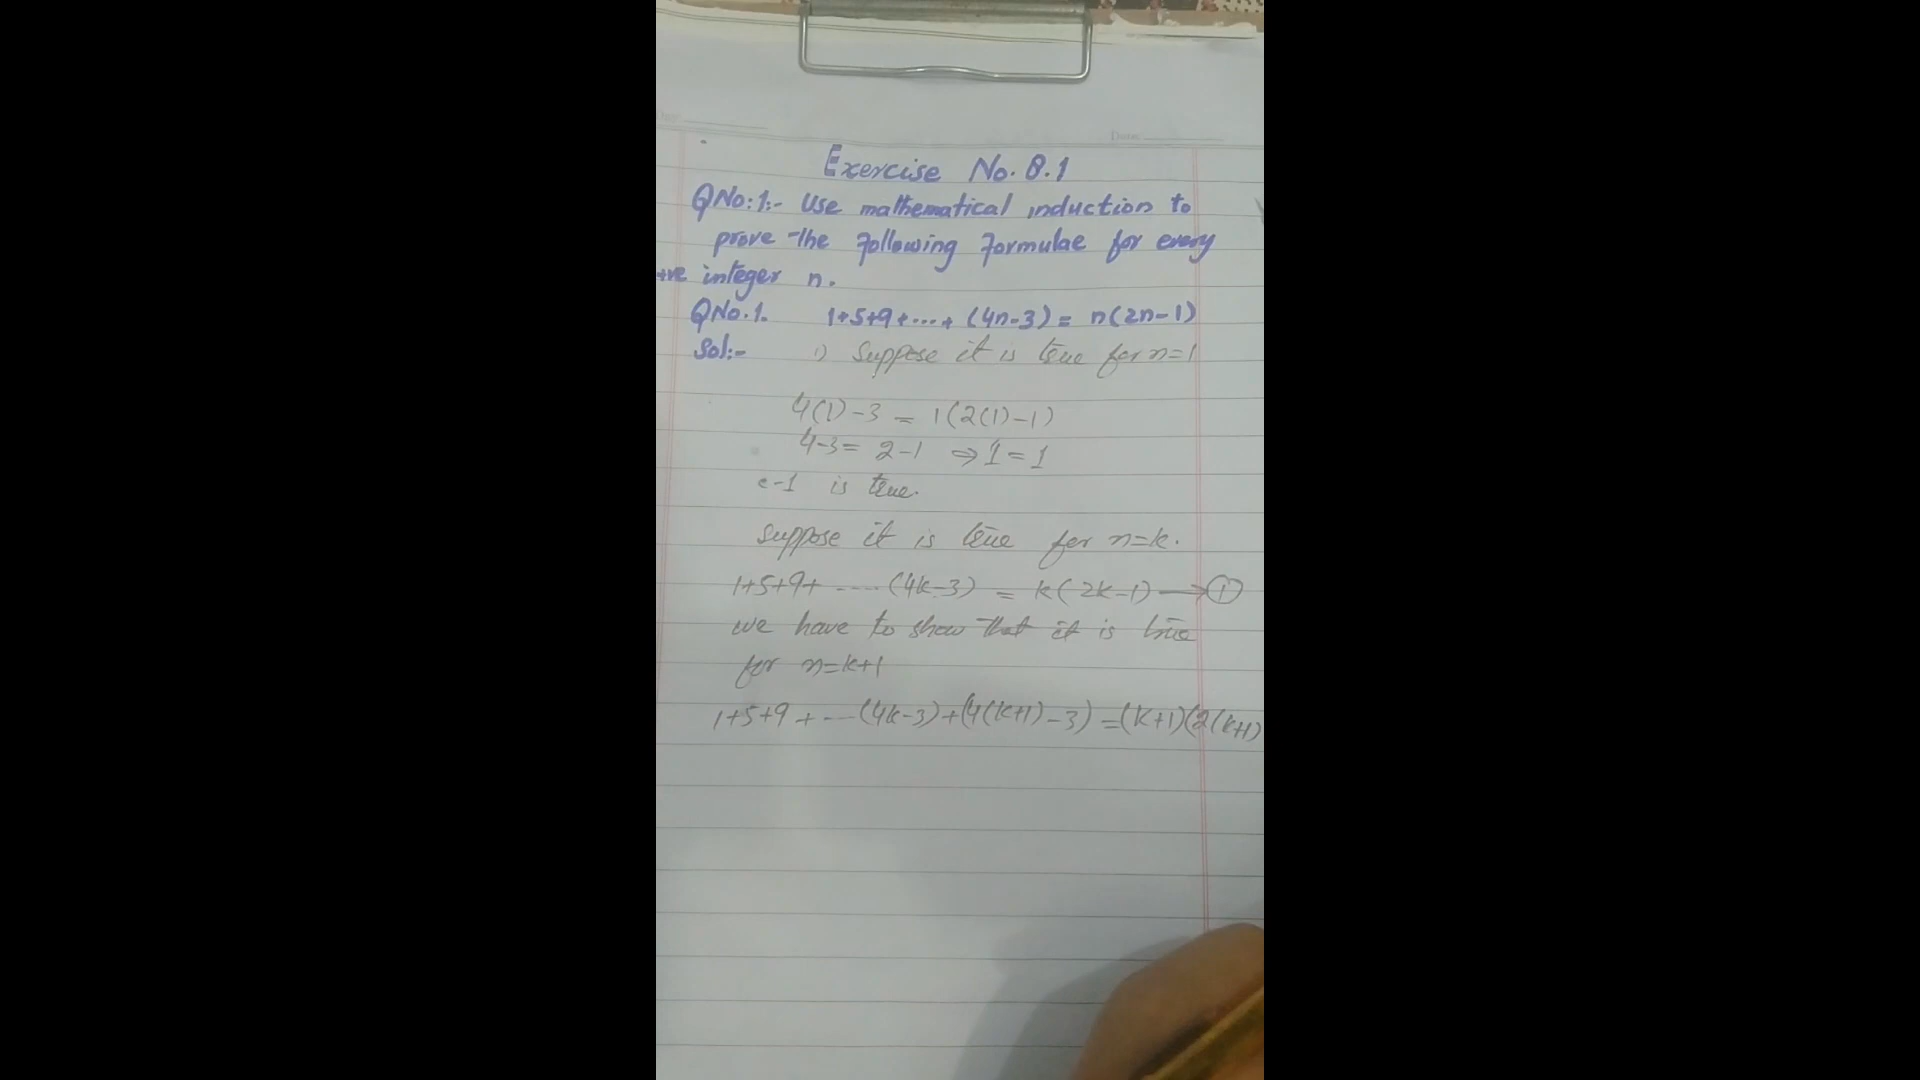 Date:
Exercise No. 8.1
QNo:1:- Use mathematical induction to
prove the following formulae for every
+ve integer n.
QNo.1. 1+5+9+...+ (4n-3) = n(2n-1)
Sol:- i) Suppose it is true for n=1
4(1)-3 = 1(2(1)-1)
4-3= 2-1 ⇒ 1 = 1
c-1 is true.
Suppose it is true for n=k.
1+5+9+ ..... (4k-3) = k(2k-1) → ①
we have to show that it is true
for n=k+1
1+5+9+ ... (4k-3)+(4(k+1)-3) =(k+1)(2(k+1)